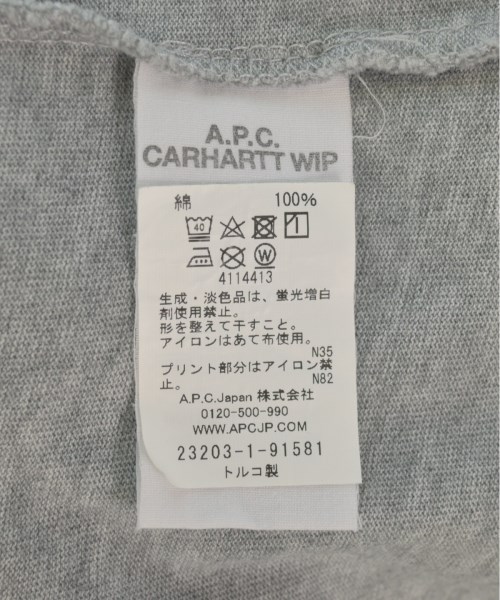 A.P.C.
CARHARTT WIP
綿 100%
40
W
4114413
生成・淡色品は、蛍光増白
剤使用禁止。
形を整えて干すこと。
アイロンはあて布使用。
N35
プリント部分はアイロン禁
止。 N82
A.P.C.Japan 株式会社
0120-500-990
WWW.APCJP.COM
23203-1-91581
トルコ製